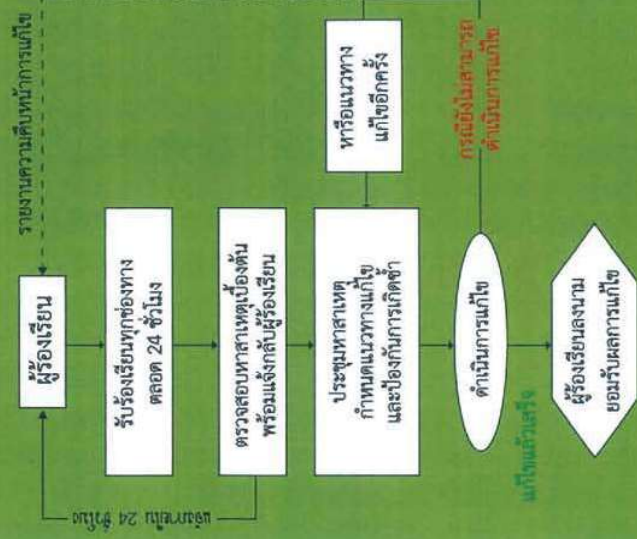 รายงานความคืบหน้าการแก้ไข
ผู้ร้องเรียน
แจ้งภายใน 24 ชั่วโมง
รับร้องเรียนทุกช่องทาง
ตลอด 24 ชั่วโมง
ตรวจสอบหาสาเหตุเบื้องต้น
พร้อมแจ้งกลับผู้ร้องเรียน
หารือแนวทาง
แก้ไขอีกครั้ง
ประชุมหาสาเหตุ
กำหนดแนวทางแก้ไข
และป้องกันการเกิดซ้ำ
กรณียังไม่สามารถ
ดำเนินการแก้ไข
ดำเนินการแก้ไข
แก้ไขแล้วเสร็จ
ผู้ร้องเรียนลงนาม
ยอมรับผลการแก้ไข